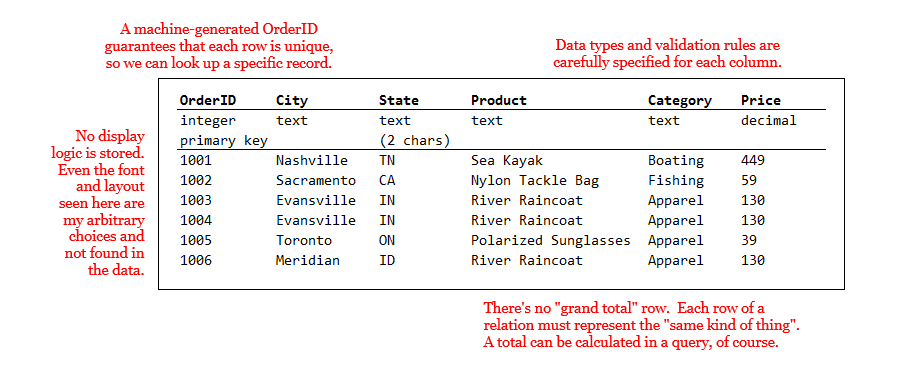 A machine-generated OrderID
guarantees that each row is unique,
so we can look up a specific record.
Data types and validation rules are
carefully specified for each column.
No display
logic is stored.
Even the font
and layout
seen here are
my arbitrary
choices and
not found in
the data.
OrderID City State Product Category Price
integer text text text text decimal
primary key (2 chars)
1001 Nashville TN Sea Kayak Boating 449
1002 Sacramento CA Nylon Tackle Bag Fishing 59
1003 Evansville IN River Raincoat Apparel 130
1004 Evansville IN River Raincoat Apparel 130
1005 Toronto ON Polarized Sunglasses Apparel 39
1006 Meridian ID River Raincoat Apparel 130
There's no "grand total" row. Each row of a
relation must represent the "same kind of thing".
A total can be calculated in a query, of course.